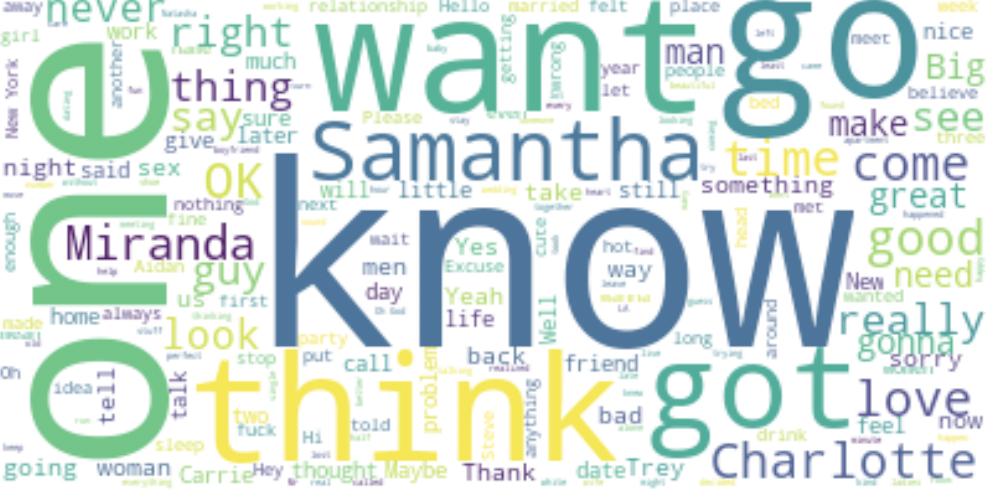 away
never
girl
work
right
another
much
New York
thing
say
sure
give
later
night
said
sex
OK
nothing
Miranda
fine
enough
Aidan
guy
us
first
home
always
look
made
one
relationship
Hello
married
felt
place
week
want
getting
wrong
man
people
year
let
go
meet
nice
Big
believe
Please
Samantha
bed
make
see
three
last
time
come
something
met
great
will
little
take
still
next
know
wait
Yes
Excuse
men
day
Yeah
life
cute
Well
hot
way
head
good
need
New
wanted
around
really
gonna
sorry
long
party
put
call
back
friend
stop
perfect
think
problem
got
love
now
feel
Oh
idea
tell
talk
two
fuck
told
Hi
steve
anything
bad
drink
sleep
going
woman
Carrie
Hey
thought
Maybe
Thank
date
Trey
Charlotte
everything